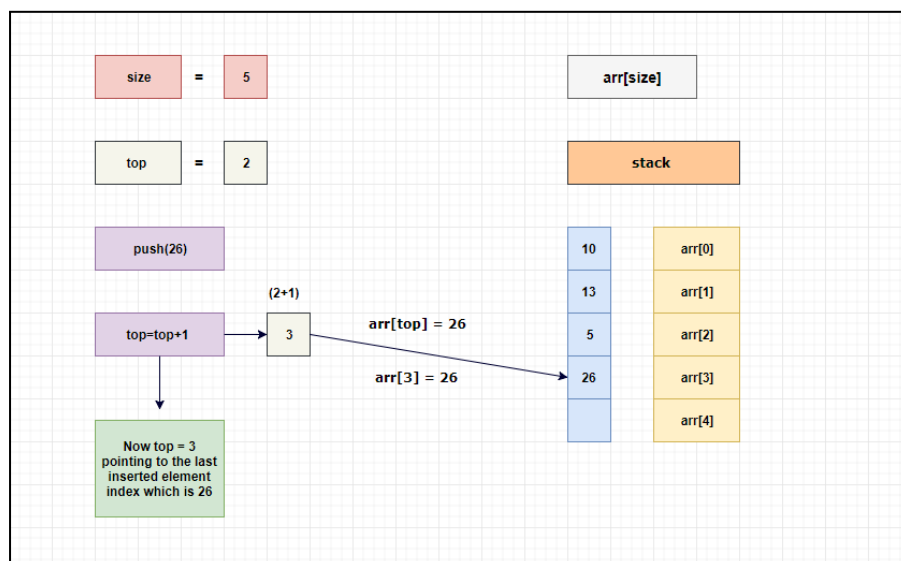 size = 5
arr[size]
top = 2
stack
push(26)
10 arr[0]
(2+1)
13 arr[1]
top=top+1
3
arr[top] = 26
5 arr[2]
arr[3] = 26
26 arr[3]
arr[4]
Now top = 3
pointing to the last
inserted element
index which is 26